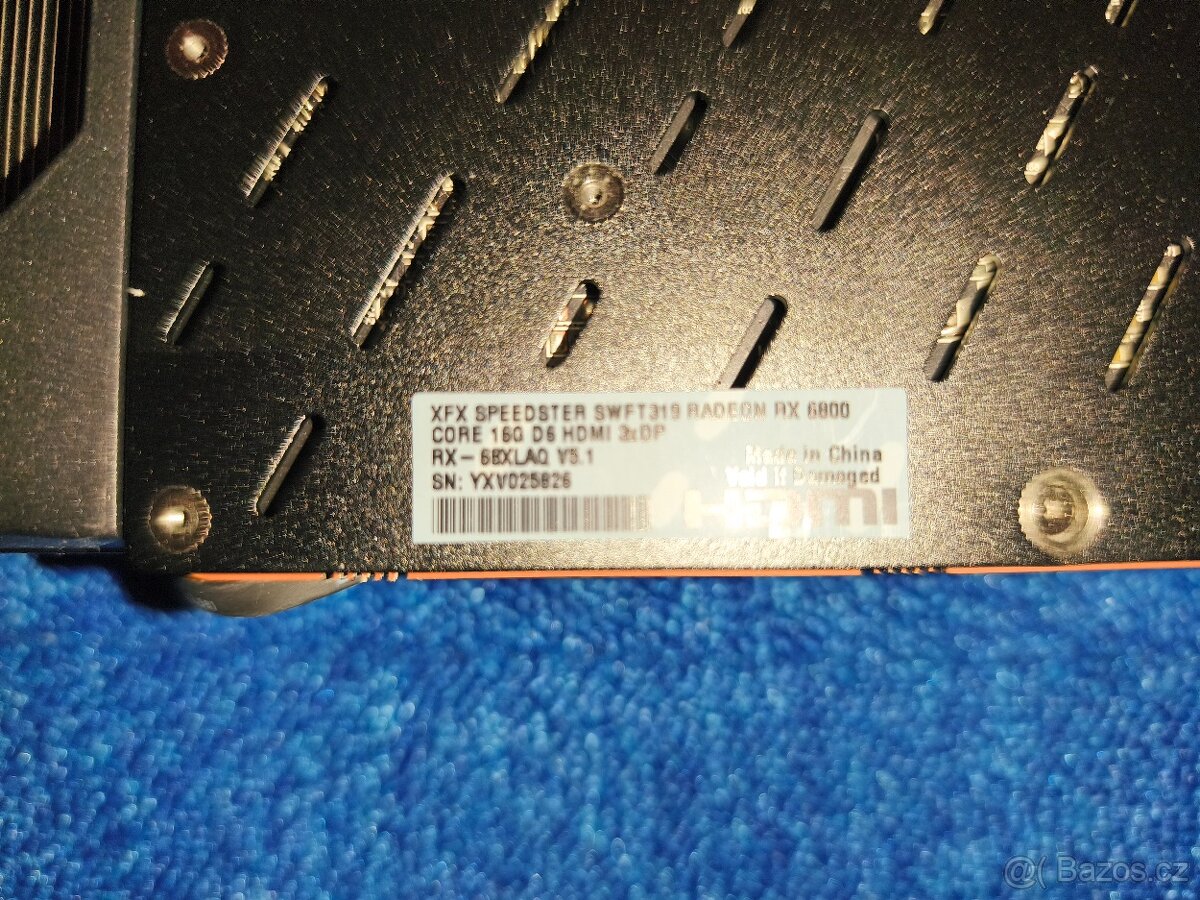 XFX SPEEDSTER SWFT319 RADEON RX 6800
CORE 16G D6 HDMI 3xDP
RX-68XLAQ V5.1
Made in China
SN: YXV025826
Void if Damaged
HDMI
@( Bazos.cz